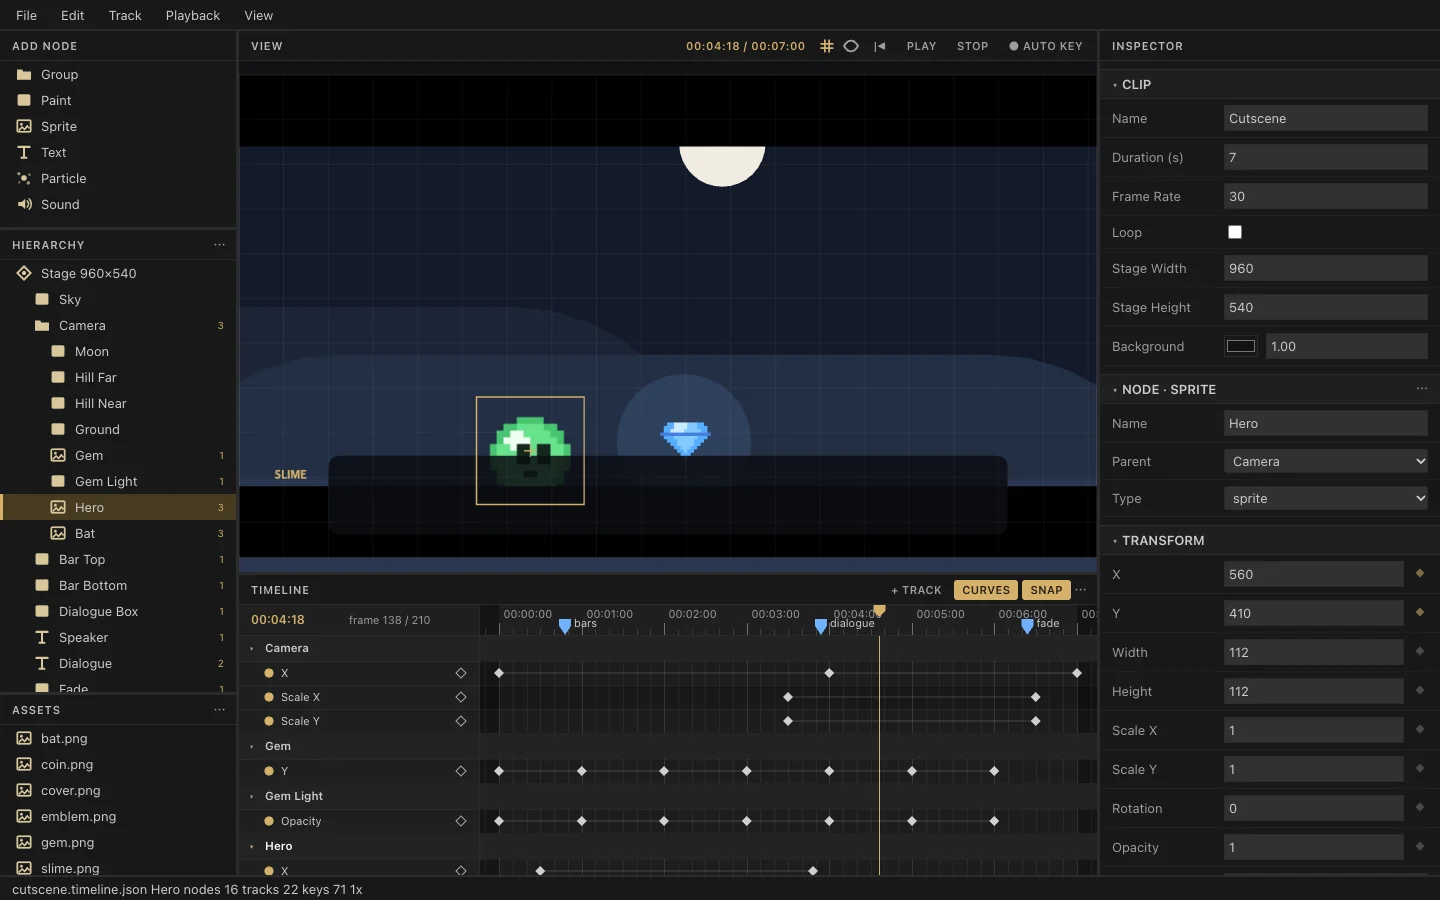 File Edit Track Playback View
ADD NODE
Group
Paint
Sprite
Text
Particle
Sound
HIERARCHY ...
Stage 960×540
Sky
Camera 3
Moon
Hill Far
Hill Near
Ground
Gem 1
Gem Light 1
Hero 3
Bat 3
Bar Top 1
Bar Bottom 1
Dialogue Box 1
Speaker 1
Dialogue 2
Fade 1
ASSETS ...
bat.png
coin.png
cover.png
emblem.png
gem.png
slime.png
VIEW 00:04:18 / 00:07:00 PLAY STOP AUTO KEY
SLIME
TIMELINE + TRACK CURVES SNAP ...
00:04:18 frame 138 / 210
00:00:00 00:01:00 00:02:00 00:03:00 00:04:00 00:05:00 00:06:00 00:
bars dialogue fade
Camera
X
Scale X
Scale Y
Gem
Y
Gem Light
Opacity
Hero
X
INSPECTOR
CLIP
Name Cutscene
Duration (s) 7
Frame Rate 30
Loop
Stage Width 960
Stage Height 540
Background 1.00
NODE · SPRITE ...
Name Hero
Parent Camera
Type sprite
TRANSFORM
X 560
Y 410
Width 112
Height 112
Scale X 1
Scale Y 1
Rotation 0
Opacity 1
cutscene.timeline.json Hero nodes 16 tracks 22 keys 71 1x